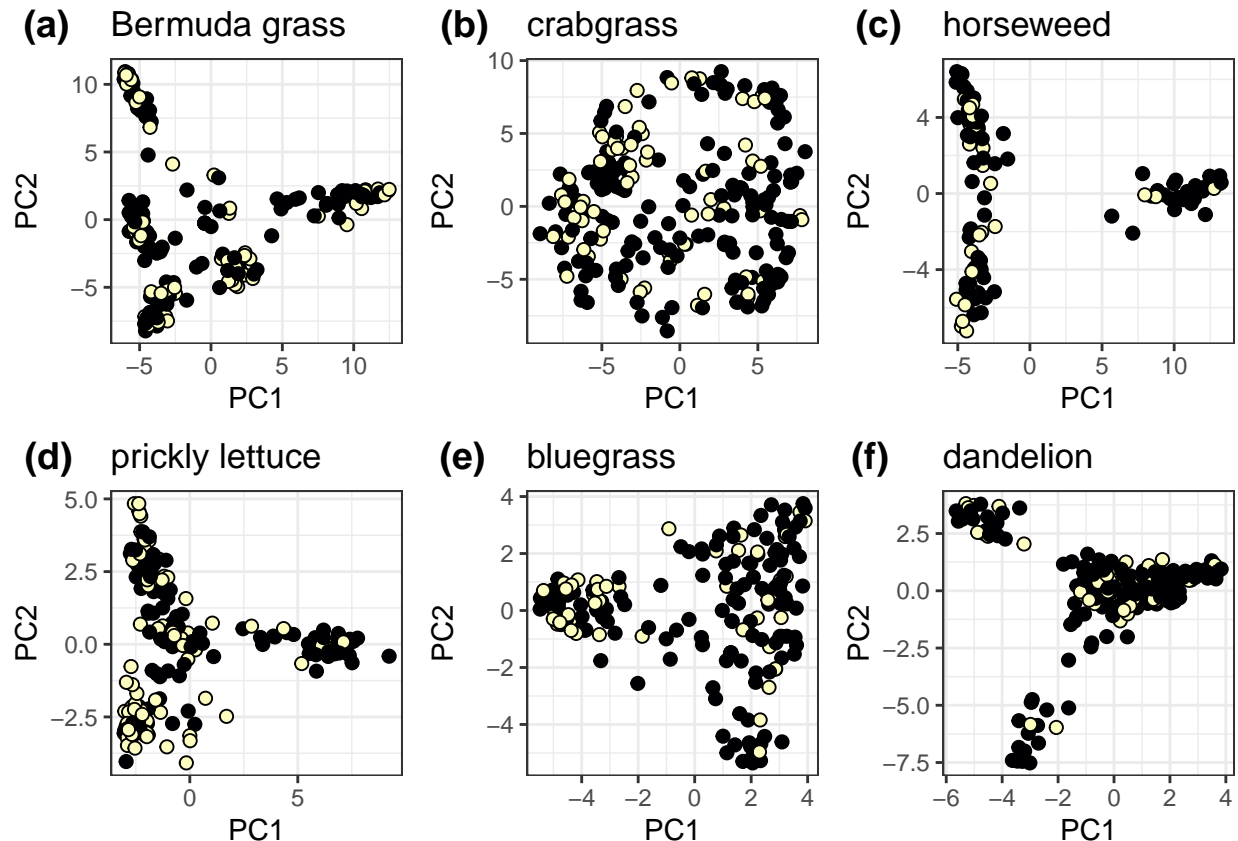 (a) Bermuda grass
10
5
0
−5
PC2
−5 0 5 10
PC1
(b) crabgrass
10
5
0
−5
PC2
−5 0 5
PC1
(c) horseweed
4
0
−4
PC2
−5 0 5 10
PC1
(d) prickly lettuce
5.0
2.5
0.0
−2.5
PC2
0 5
PC1
(e) bluegrass
4
2
0
−2
−4
PC2
−4 −2 0 2 4
PC1
(f) dandelion
2.5
0.0
−2.5
−5.0
−7.5
PC2
−6 −4 −2 0 2 4
PC1